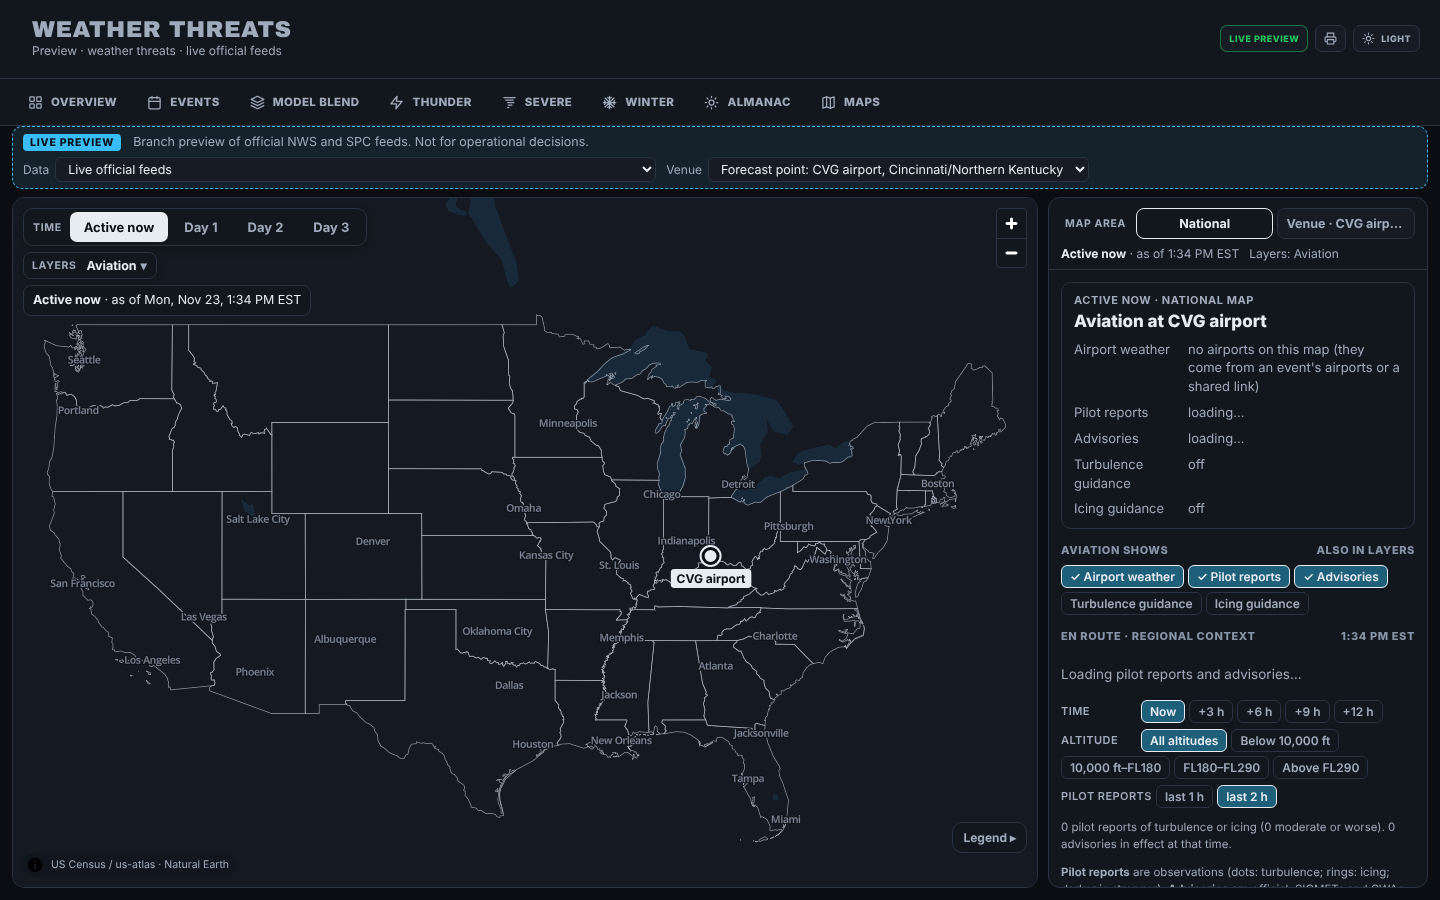 WEATHER THREATS
Preview · weather threats · live official feeds
LIVE PREVIEW
LIGHT
OVERVIEW
EVENTS
MODEL BLEND
THUNDER
SEVERE
WINTER
ALMANAC
MAPS
LIVE PREVIEW Branch preview of official NWS and SPC feeds. Not for operational decisions.
Data Live official feeds Venue Forecast point: CVG airport, Cincinnati/Northern Kentucky
TIME Active now Day 1 Day 2 Day 3
LAYERS Aviation ▾
Active now · as of Mon, Nov 23, 1:34 PM EST
+
−
Seattle
Portland
Minneapolis
Boston
Detroit
Chicago
Omaha
Salt Lake City
New York
Pittsburgh
Denver
Indianapolis
Kansas City
Washington
St. Louis
CVG airport
San Francisco
Las Vegas
Oklahoma City
Albuquerque
Memphis
Charlotte
Los Angeles
Atlanta
Phoenix
Dallas
Jackson
Jacksonville
Houston
New Orleans
Tampa
Miami
Legend ▸
US Census / us-atlas · Natural Earth
MAP AREA National Venue · CVG airp...
Active now · as of 1:34 PM EST Layers: Aviation
ACTIVE NOW · NATIONAL MAP
Aviation at CVG airport
Airport weather no airports on this map (they
come from an event's airports or a
shared link)
Pilot reports loading...
Advisories loading...
Turbulence off
guidance
Icing guidance off
AVIATION SHOWS ALSO IN LAYERS
✓ Airport weather ✓ Pilot reports ✓ Advisories
Turbulence guidance Icing guidance
EN ROUTE · REGIONAL CONTEXT 1:34 PM EST
Loading pilot reports and advisories...
TIME Now +3 h +6 h +9 h +12 h
ALTITUDE All altitudes Below 10,000 ft
10,000 ft–FL180 FL180–FL290 Above FL290
PILOT REPORTS last 1 h last 2 h
0 pilot reports of turbulence or icing (0 moderate or worse). 0
advisories in effect at that time.
Pilot reports are observations (dots: turbulence; rings: icing;